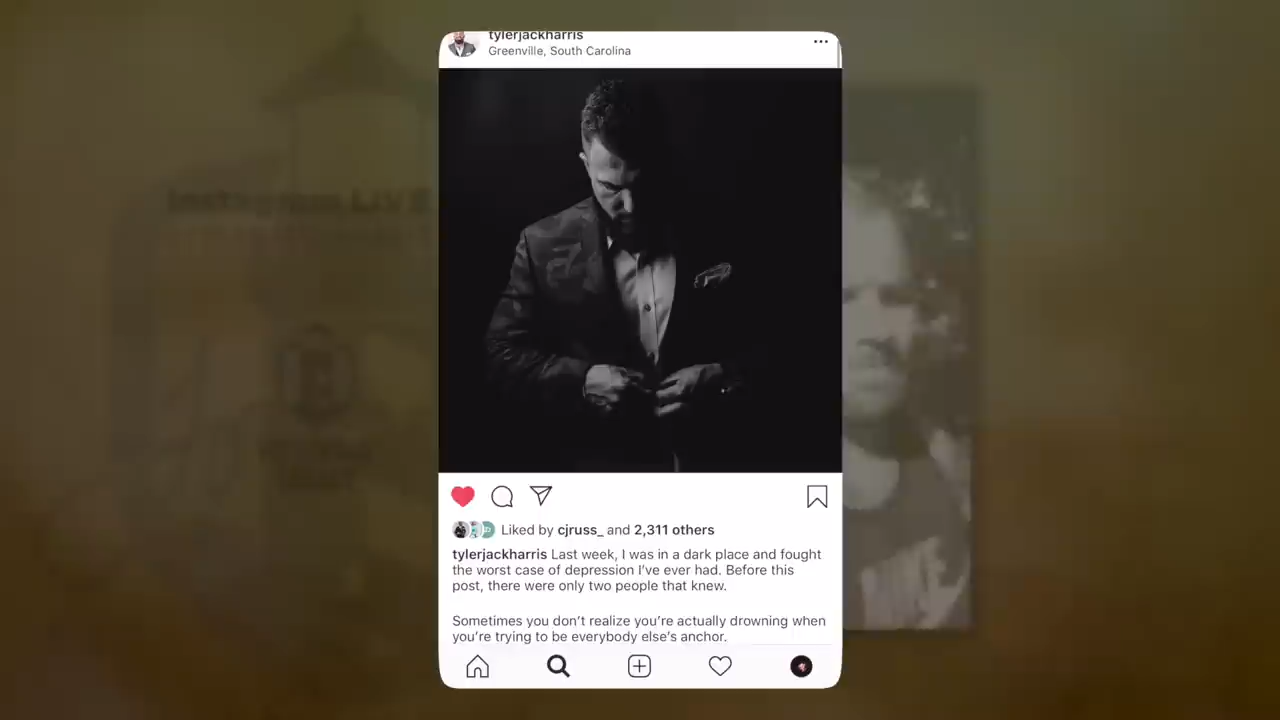 tylerjackharris
Greenville, South Carolina
Instagram LIVE
Liked by cjruss_ and 2,311 others
tylerjackharris Last week, I was in a dark place and fought
the worst case of depression I've ever had. Before this
post, there were only two people that knew.
Sometimes you don't realize you're actually drowning when
you're trying to be everybody else's anchor.